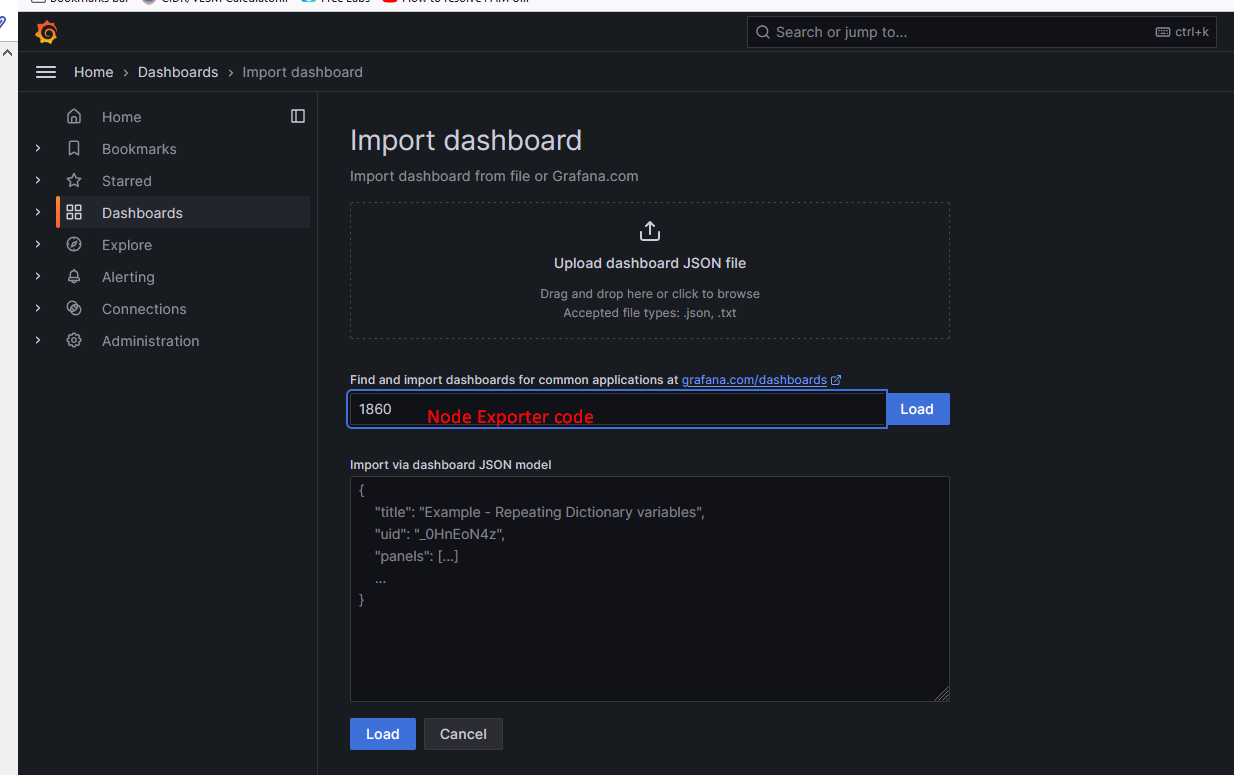 Search or jump to...
ctrl+k
Home › Dashboards › Import dashboard
Home
Bookmarks
Starred
Dashboards
Explore
Alerting
Connections
Administration
Import dashboard
Import dashboard from file or Grafana.com
Upload dashboard JSON file
Drag and drop here or click to browse
Accepted file types: .json, .txt
Find and import dashboards for common applications at grafana.com/dashboards
1860 Node Exporter code
Load
Import via dashboard JSON model
{
"title": "Example - Repeating Dictionary variables",
"uid": "_0HnEoN4z",
"panels": [...]
...
}
Load
Cancel